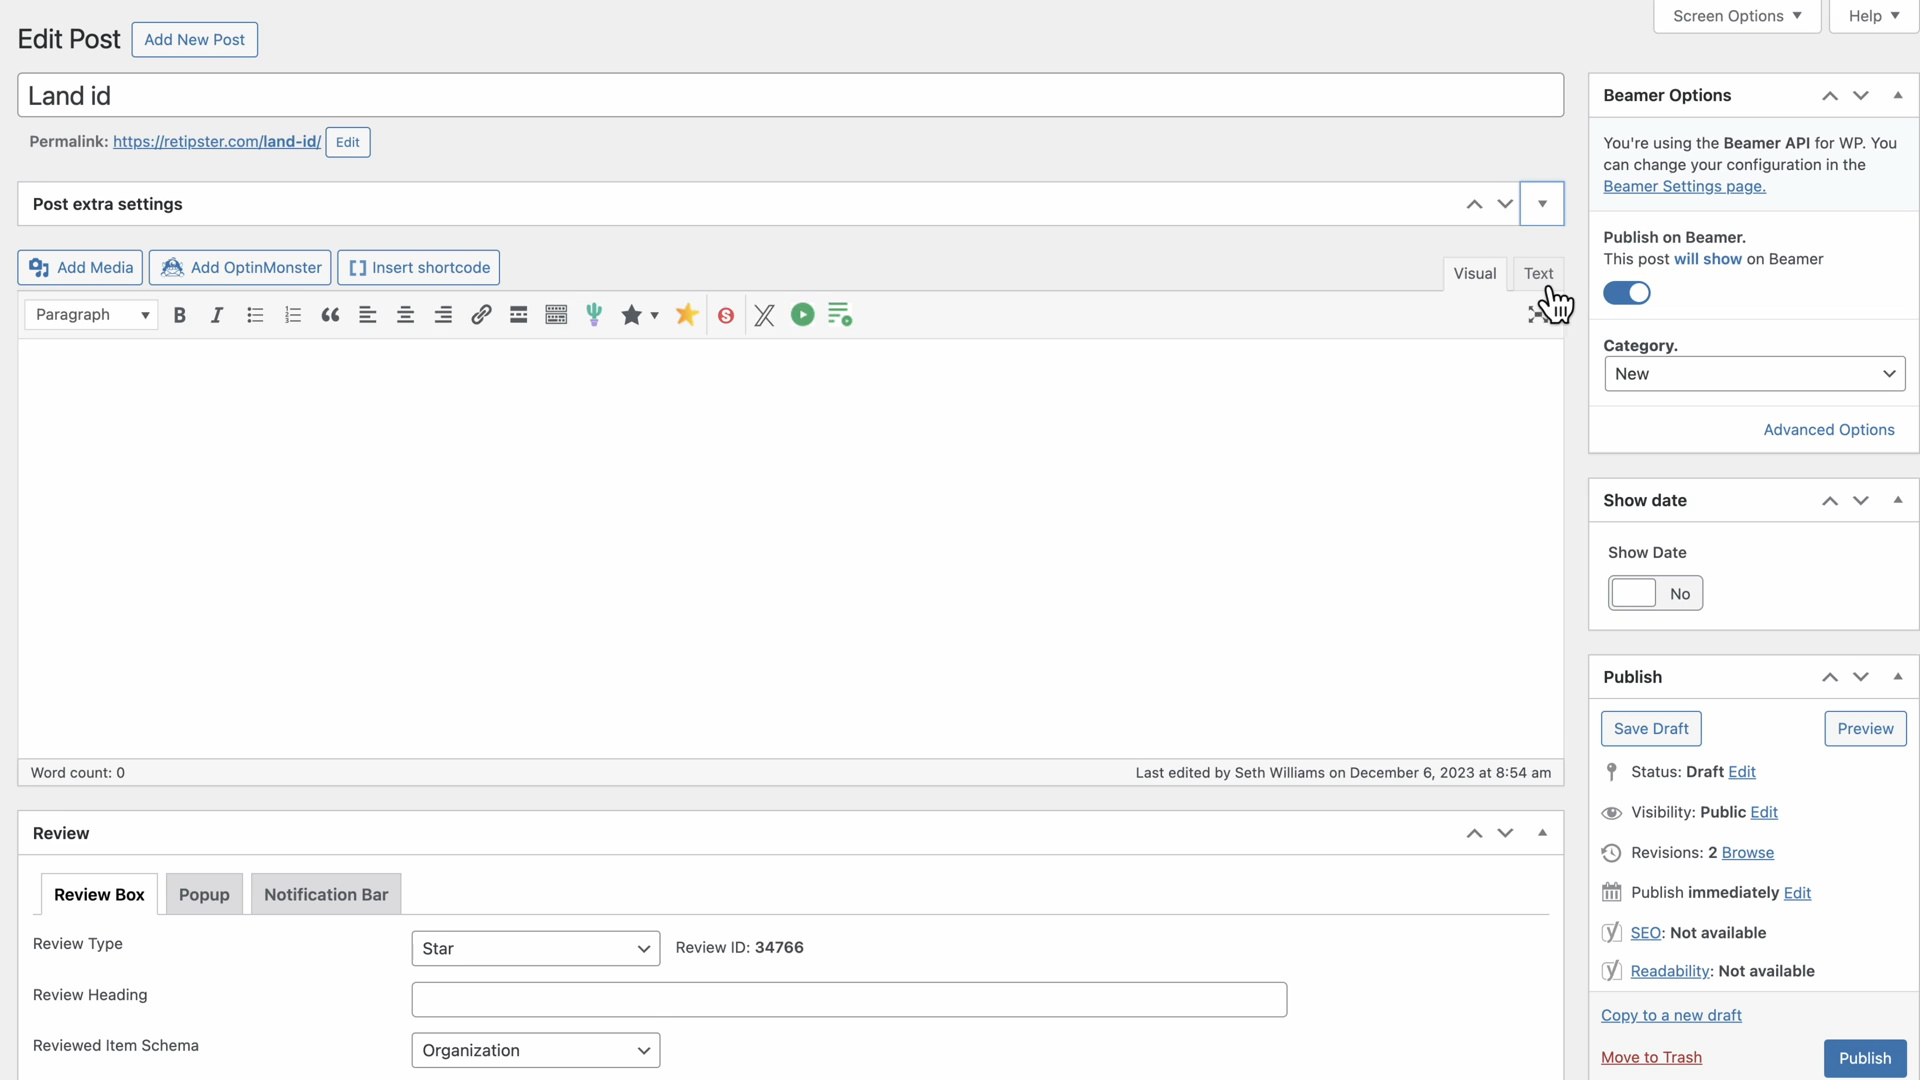 Screen Options
Help
Edit Post
Add New Post
Land id
Permalink: https://retipster.com/land-id/ Edit
Post extra settings
Add Media
Add OptinMonster
Insert shortcode
Visual
Text
Paragraph
Word count: 0
Last edited by Seth Williams on December 6, 2023 at 8:54 am
Review
Review Box
Popup
Notification Bar
Review Type
Star
Review ID: 34766
Review Heading
Reviewed Item Schema
Organization
Beamer Options
You're using the Beamer API for WP. You
can change your configuration in the
Beamer Settings page.
Publish on Beamer.
This post will show on Beamer
Category.
New
Advanced Options
Show date
Show Date
No
Publish
Save Draft
Preview
Status: Draft Edit
Visibility: Public Edit
Revisions: 2 Browse
Publish immediately Edit
SEO: Not available
Readability: Not available
Copy to a new draft
Move to Trash
Publish